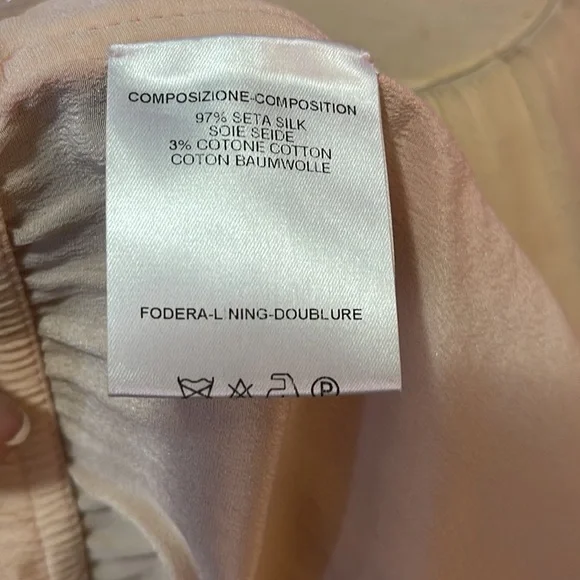 COMPOSIZIONE-COMPOSITION
97% SETA SILK
SOIE SEIDE
3% COTONE COTTON
COTON BAUMWOLLE
FODERA-L NING-DOUBLURE
P